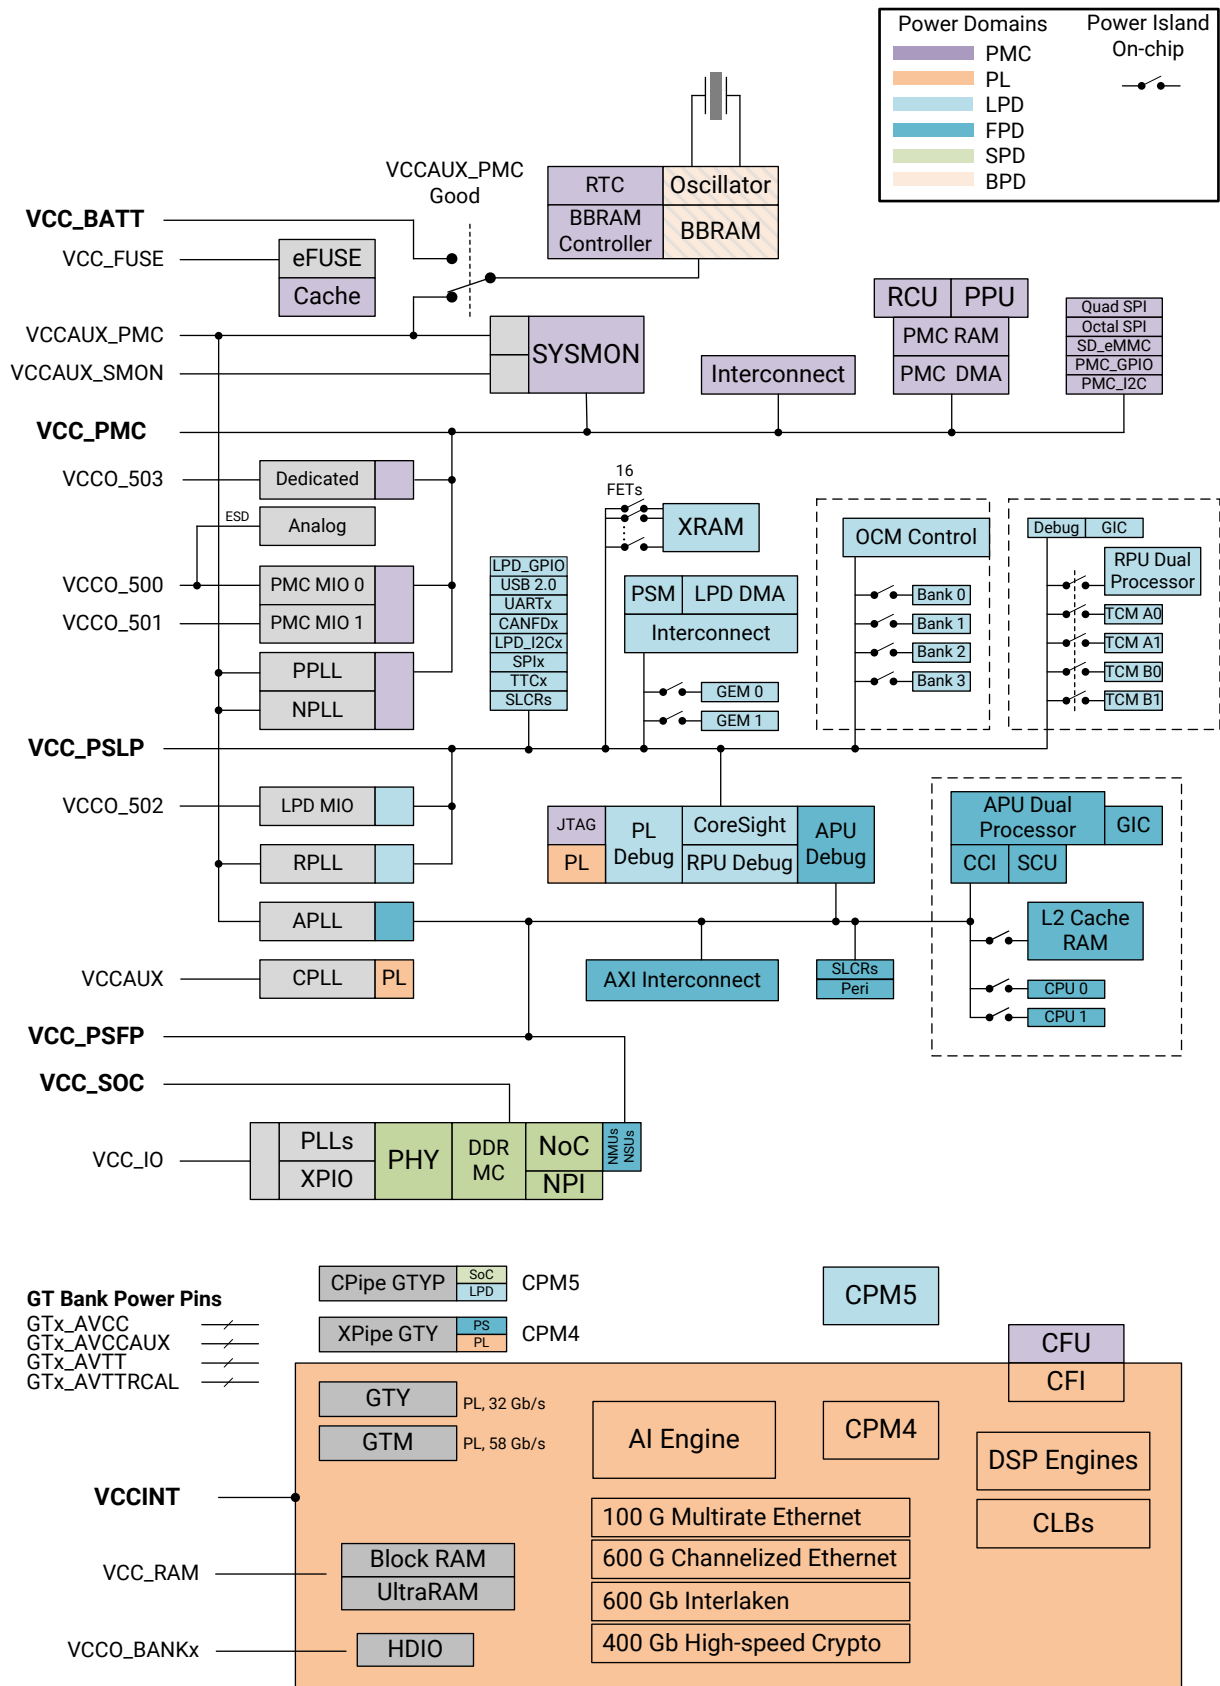 Power Domains
Power Island
On-chip
PMC
PL
LPD
FPD
SPD
BPD
VCCAUX_PMC
Good
RTC
Oscillator
BBRAM
Controller
BBRAM
VCC_BATT
VCC_FUSE
eFUSE
Cache
RCU
PPU
PMC RAM
PMC DMA
Quad SPI
Octal SPI
SD_eMMC
PMC_GPIO
PMC_I2C
VCCAUX_PMC
VCCAUX_SMON
SYSMON
Interconnect
VCC_PMC
VCCO_503
Dedicated
16
FETs
ESD
Analog
XRAM
OCM Control
Debug
GIC
RPU Dual
Processor
VCCO_500
PMC MIO 0
VCCO_501
PMC MIO 1
LPD_GPIO
USB 2.0
UARTx
CANFDx
LPD_I2Cx
SPIx
TTCx
SLCRs
PSM
LPD DMA
Interconnect
Bank 0
Bank 1
Bank 2
Bank 3
TCM A0
TCM A1
TCM B0
TCM B1
PPLL
NPLL
GEM 0
GEM 1
VCC_PSLP
VCCO_502
LPD MIO
RPLL
JTAG
PL
PL
Debug
CoreSight
RPU Debug
APU
Debug
APU Dual
Processor
GIC
CCI
SCU
APLL
L2 Cache
RAM
VCCAUX
CPLL
PL
AXI Interconnect
SLCRs
Peri
CPU 0
CPU 1
VCC_PSFP
VCC_SOC
VCC_IO
PLLs
XPIO
PHY
DDR
MC
NoC
NPI
NMUs
NSUs
CPipe GTYP
SoC
LPD
CPM5
CPM5
GT Bank Power Pins
GTx_AVCC
GTx_AVCCAUX
GTx_AVTT
GTx_AVTTRCAL
XPipe GTY
PS
PL
CPM4
CFU
CFI
GTY
PL, 32 Gb/s
GTM
PL, 58 Gb/s
AI Engine
CPM4
DSP Engines
VCCINT
100 G Multirate Ethernet
CLBs
VCC_RAM
Block RAM
UltraRAM
600 G Channelized Ethernet
600 Gb Interlaken
VCCO_BANKx
HDIO
400 Gb High-speed Crypto